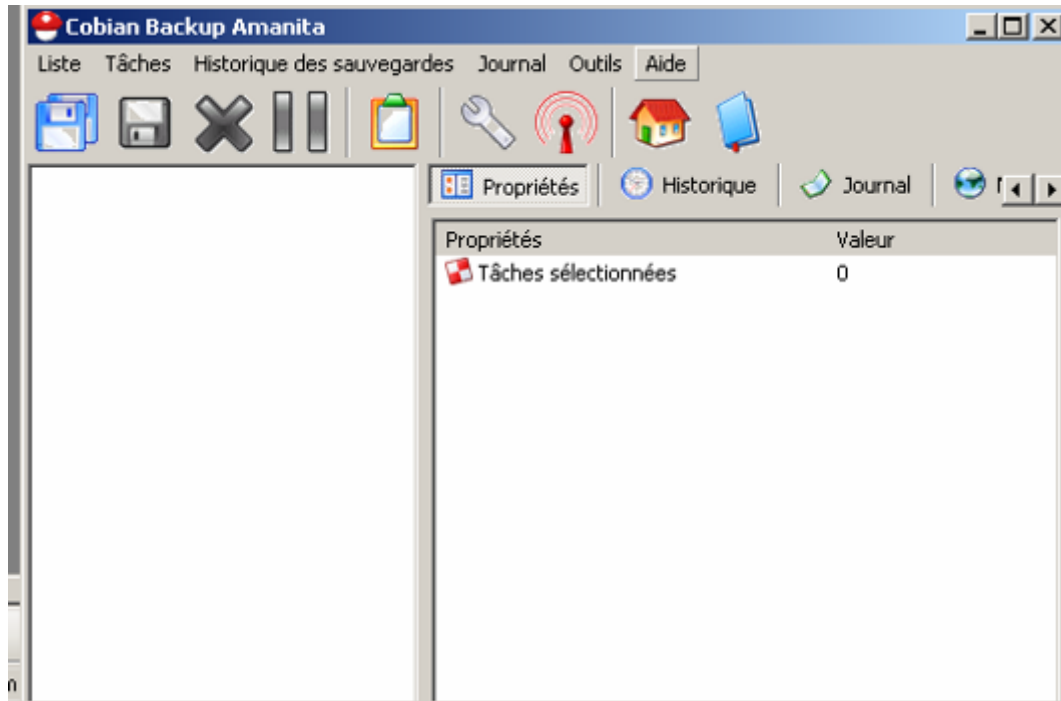 Cobian Backup Amanita
Liste Tâches Historique des sauvegardes Journal Outils Aide
Propriétés Historique Journal
Propriétés Valeur
Tâches sélectionnées 0